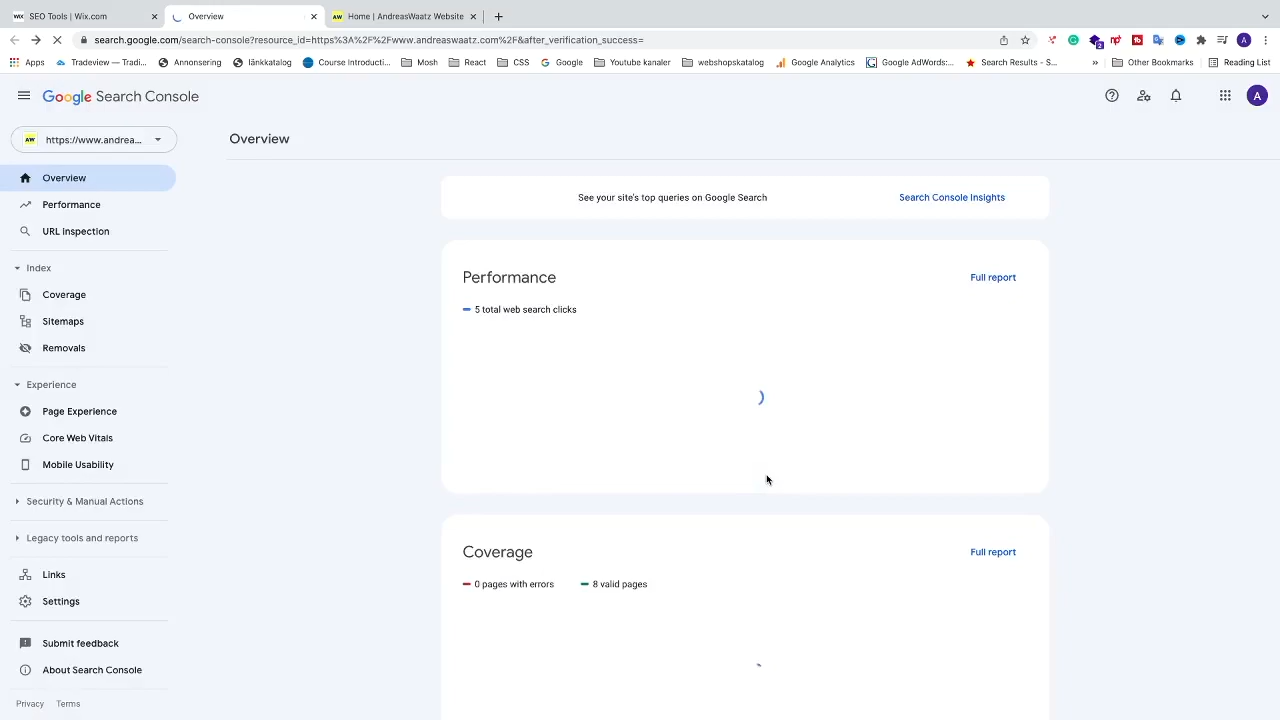 SEO Tools | Wix.com
Overview
Home | AndreasWaatz Website
search.google.com/search-console?resource_id=https%3A%2F%2Fwww.andreaswaatz.com%2F&after_verification_success=
Apps
Tradeview — Tradi...
Annonsering
länkkatalog
Course Introducti...
Mosh
React
CSS
Google
Youtube kanaler
webshopskatalog
Google Analytics
Google AdWords:...
Search Results - S...
»
Other Bookmarks
Reading List
Google Search Console
A
AW https://www.andrea...
Overview
Overview
Performance
URL inspection
Index
Coverage
Sitemaps
Removals
Experience
Page Experience
Core Web Vitals
Mobile Usability
Security & Manual Actions
Legacy tools and reports
Links
Settings
Submit feedback
About Search Console
Privacy Terms
See your site's top queries on Google Search
Search Console Insights
Performance
Full report
5 total web search clicks
Coverage
Full report
0 pages with errors
8 valid pages